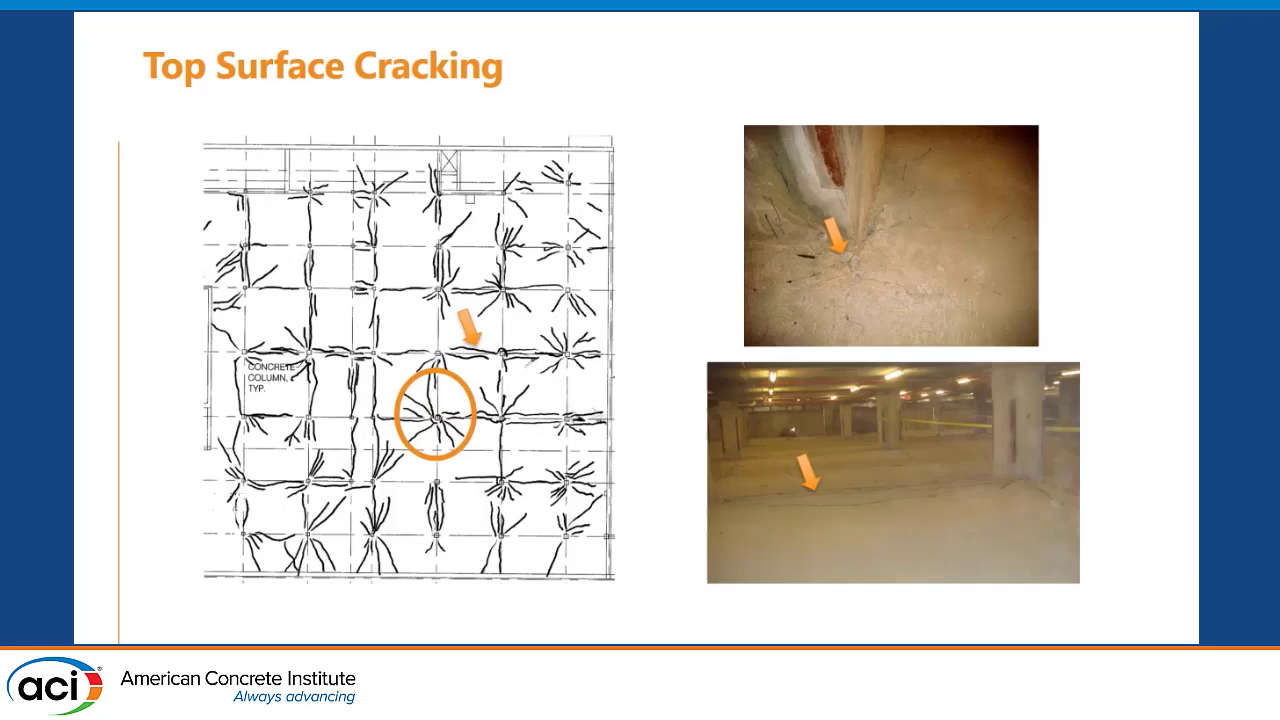 Top Surface Cracking
CONCRETE
COLUMN,
TYP.
aci®
American Concrete Institute
Always advancing